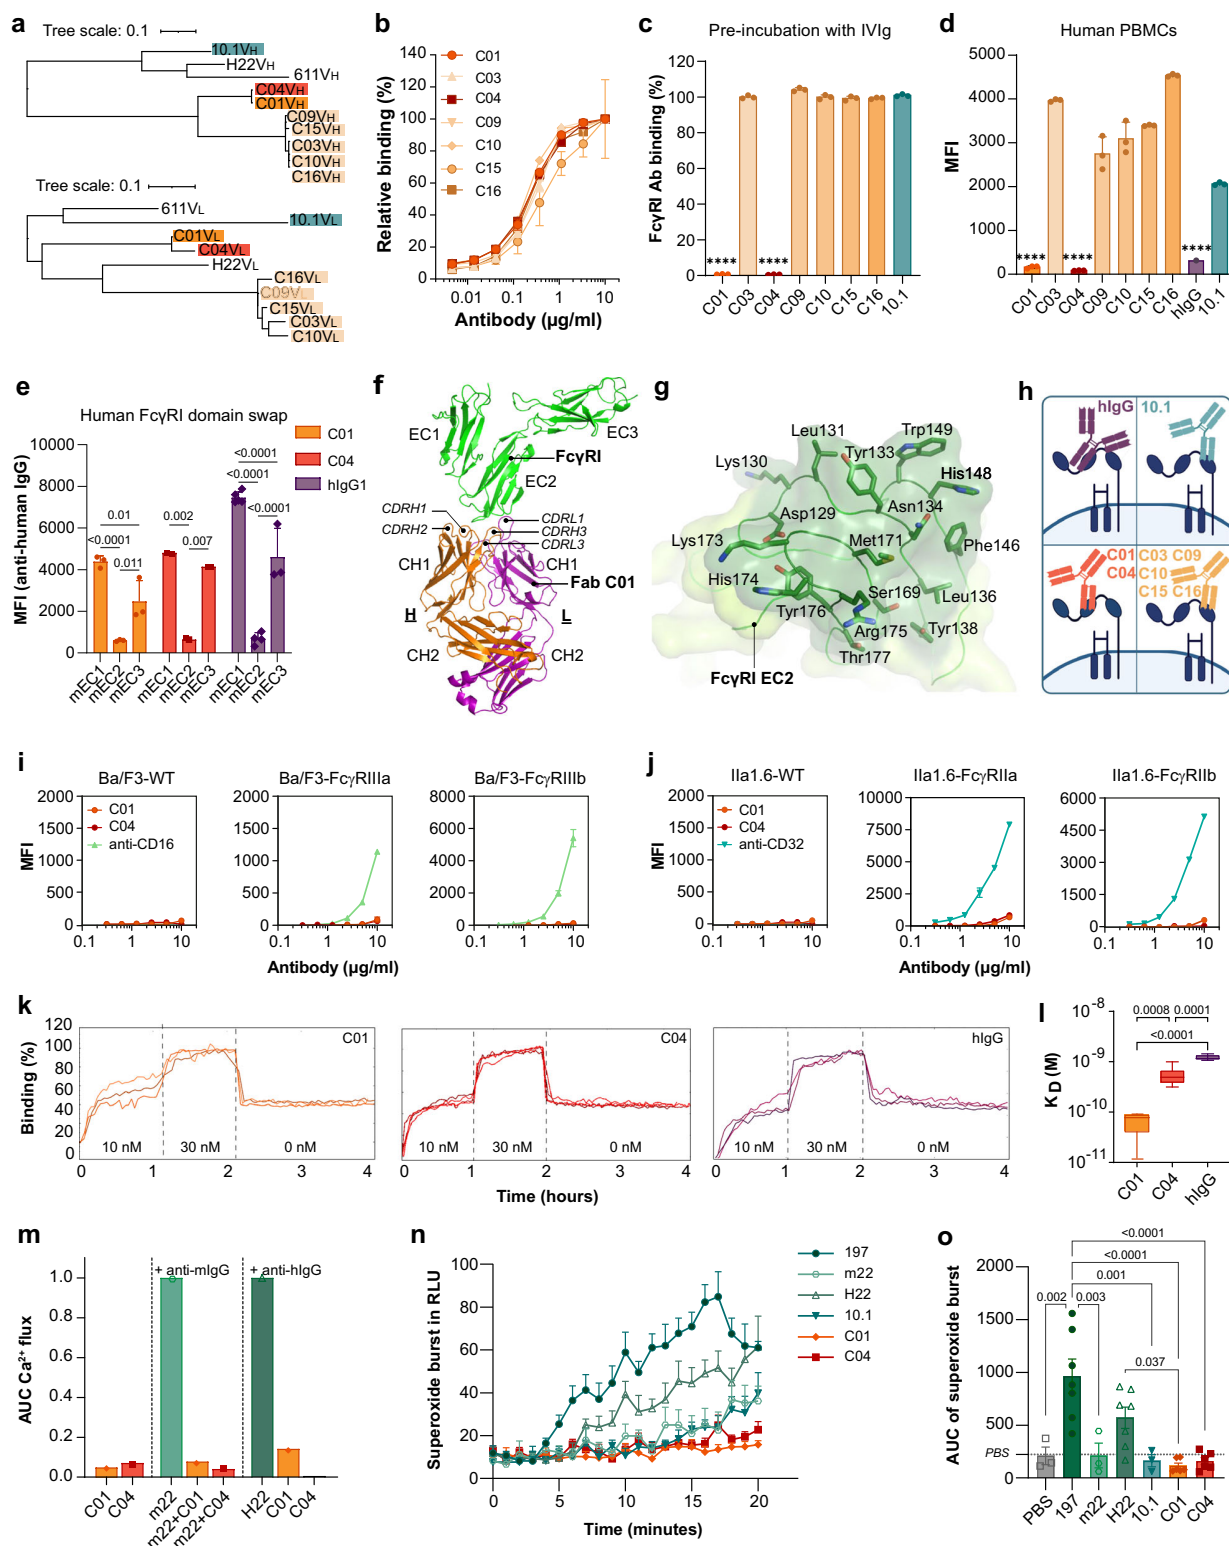 a
Tree scale: 0.1
10.1VH
H22VH
611VH
C04VH
C01VH
C09VH
C15VH
C03VH
C10VH
C16VH
Tree scale: 0.1
611VL
10.1VL
C01VL
C04VL
H22VL
C16VL
C09V
C15VL
C03VL
C10VL
b
Relative binding (%)
140
120
100
80
60
40
20
0
C01
C03
C04
C09
C10
C15
C16
0.01
0.1
1
10
Antibody (µg/ml)
c
Pre-incubation with IVIg
FcγRI Ab binding (%)
120
100
80
60
40
20
0
****
****
C01
C03
C04
C09
C10
C15
C16
10.1
d
Human PBMCs
MFI
5000
4000
3000
2000
1000
0
****
****
****
C01
C03
C04
C09
C10
C15
C16
hIgG
10.1
e
Human FcγRI domain swap
MFI (anti-human IgG)
10000
8000
6000
4000
2000
0
C01
C04
hIgG1
0.01
<0.0001
0.011
0.002
0.007
<0.0001
<0.0001
<0.0001
mEC1
mEC2
mEC3
mEC1
mEC2
mEC3
mEC1
mEC2
mEC3
f
EC1
EC3
FcγRI
EC2
CDRH1
CDRH2
CDRL1
CDRH3
CDRL3
CH1
CH1
Fab C01
H
L
CH2
CH2
g
Leu131
Trp149
Tyr133
Lys130
His148
Asp129
Asn134
Lys173
Met171
Phe146
His174
Ser169
Leu136
Tyr176
Arg175
Tyr138
Thr177
FcγRI EC2
h
hIgG
10.1
C01
C04
C03 C09
C10
C15 C16
i
Ba/F3-WT
Ba/F3-FcγRIIIa
Ba/F3-FcγRIIIb
MFI
2000
1500
1000
500
0
C01
C04
anti-CD16
0.1
1
10
2000
1500
1000
500
0
0.1
1
10
8000
6000
4000
2000
0
0.1
1
10
Antibody (µg/ml)
j
IIa1.6-WT
IIa1.6-FcγRIIa
IIa1.6-FcγRIIb
MFI
2000
1500
1000
500
0
C01
C04
anti-CD32
0.1
1
10
10000
7500
5000
2500
0
0.1
1
10
6000
4500
3000
1500
0
0.1
1
10
Antibody (µg/ml)
k
Binding (%)
120
100
80
60
40
20
0
C01
10 nM
30 nM
0 nM
0
1
2
3
4
C04
10 nM
30 nM
0 nM
0
1
2
3
4
hIgG
10 nM
30 nM
0 nM
0
1
2
3
4
Time (hours)
l
KD (M)
10⁻⁸
10⁻⁹
10⁻¹⁰
10⁻¹¹
0.0008
0.0001
<0.0001
C01
C04
hIgG
m
AUC Ca²⁺ flux
1.0
0.8
0.6
0.4
0.2
0.0
+ anti-mIgG
+ anti-hIgG
C01
C04
m22
m22+C01
m22+C04
H22
C01
C04
n
Superoxide burst in RLU
100
80
60
40
20
0
0
5
10
15
20
Time (minutes)
197
m22
H22
10.1
C01
C04
o
AUC of superoxide burst
2000
1500
1000
500
0
PBS
<0.0001
<0.0001
0.001
0.002
0.003
0.037
PBS
197
m22
H22
10.1
C01
C04